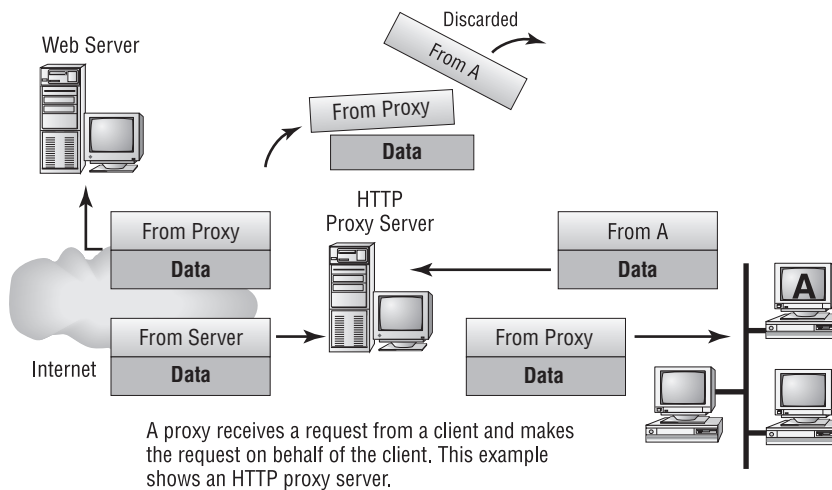 Discarded
Web Server
From A
From Proxy
Data
HTTP
Proxy Server
From Proxy
Data
From A
Data
A
From Server
Data
From Proxy
Data
Internet
A proxy receives a request from a client and makes
the request on behalf of the client. This example
shows an HTTP proxy server.